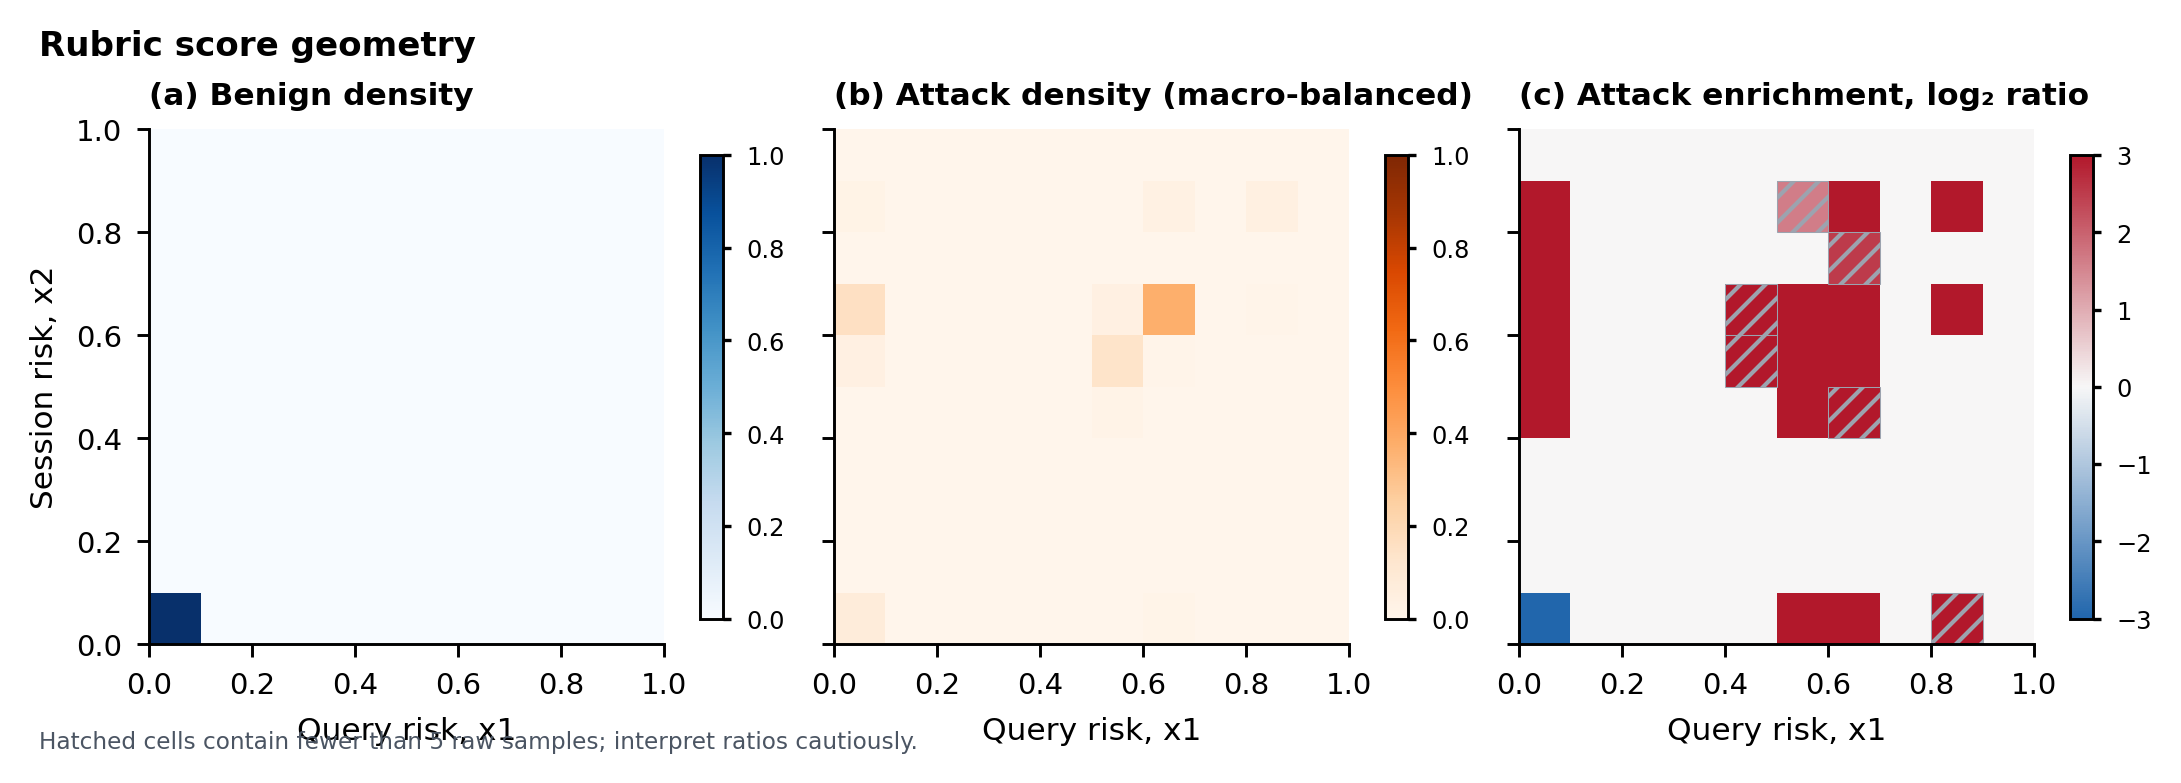 Rubric score geometry
(a) Benign density
(b) Attack density (macro-balanced)
(c) Attack enrichment, log₂ ratio
Session risk, x2
1.0
0.8
0.6
0.4
0.2
0.0
0.0 0.2 0.4 0.6 0.8 1.0
Query risk, x1
1.0
0.8
0.6
0.4
0.2
0.0
0.0 0.2 0.4 0.6 0.8 1.0
Query risk, x1
1.0
0.8
0.6
0.4
0.2
0.0
0.0 0.2 0.4 0.6 0.8 1.0
Query risk, x1
3
2
1
0
−1
−2
−3
Hatched cells contain fewer than 5 raw samples; interpret ratios cautiously.